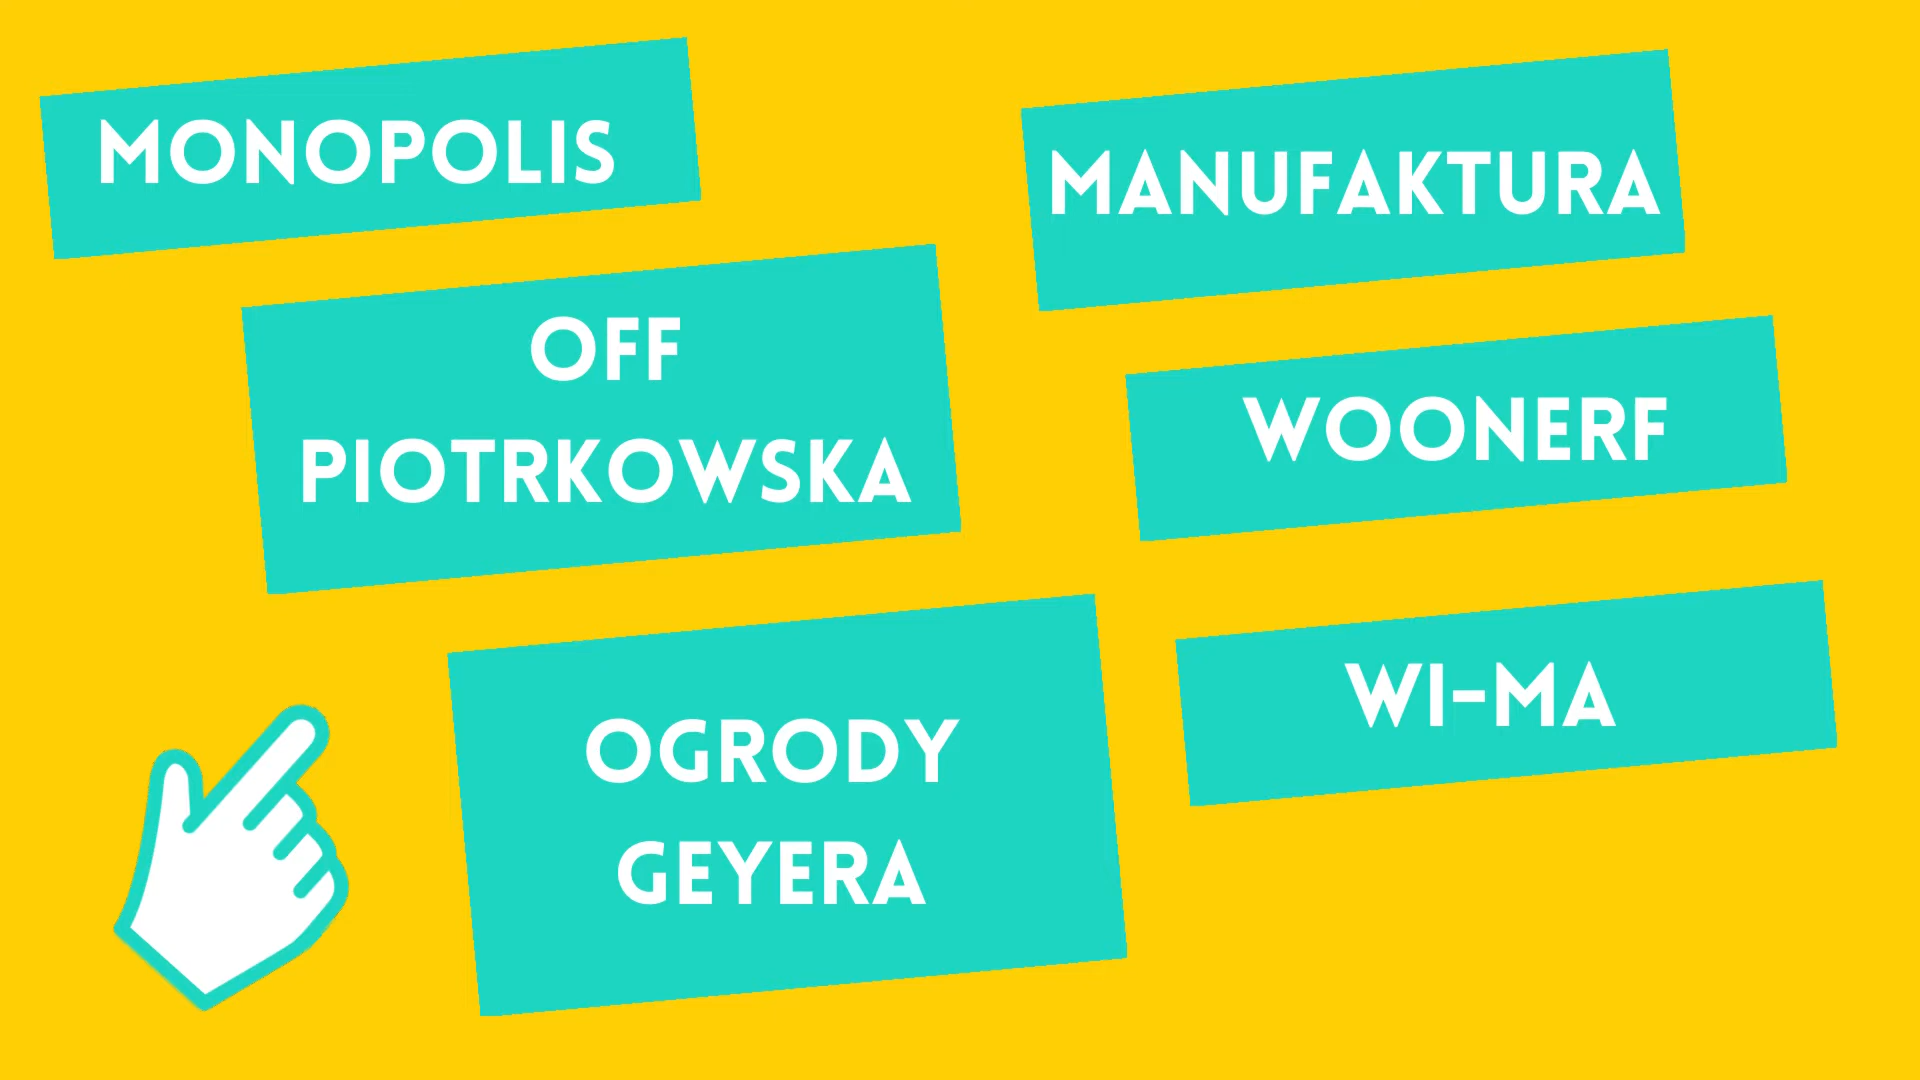 MONOPOLIS
OFF
PIOTRKOWSKA
OGRODY
GEYERA
MANUFAKTURA
WOONERF
WI-MA